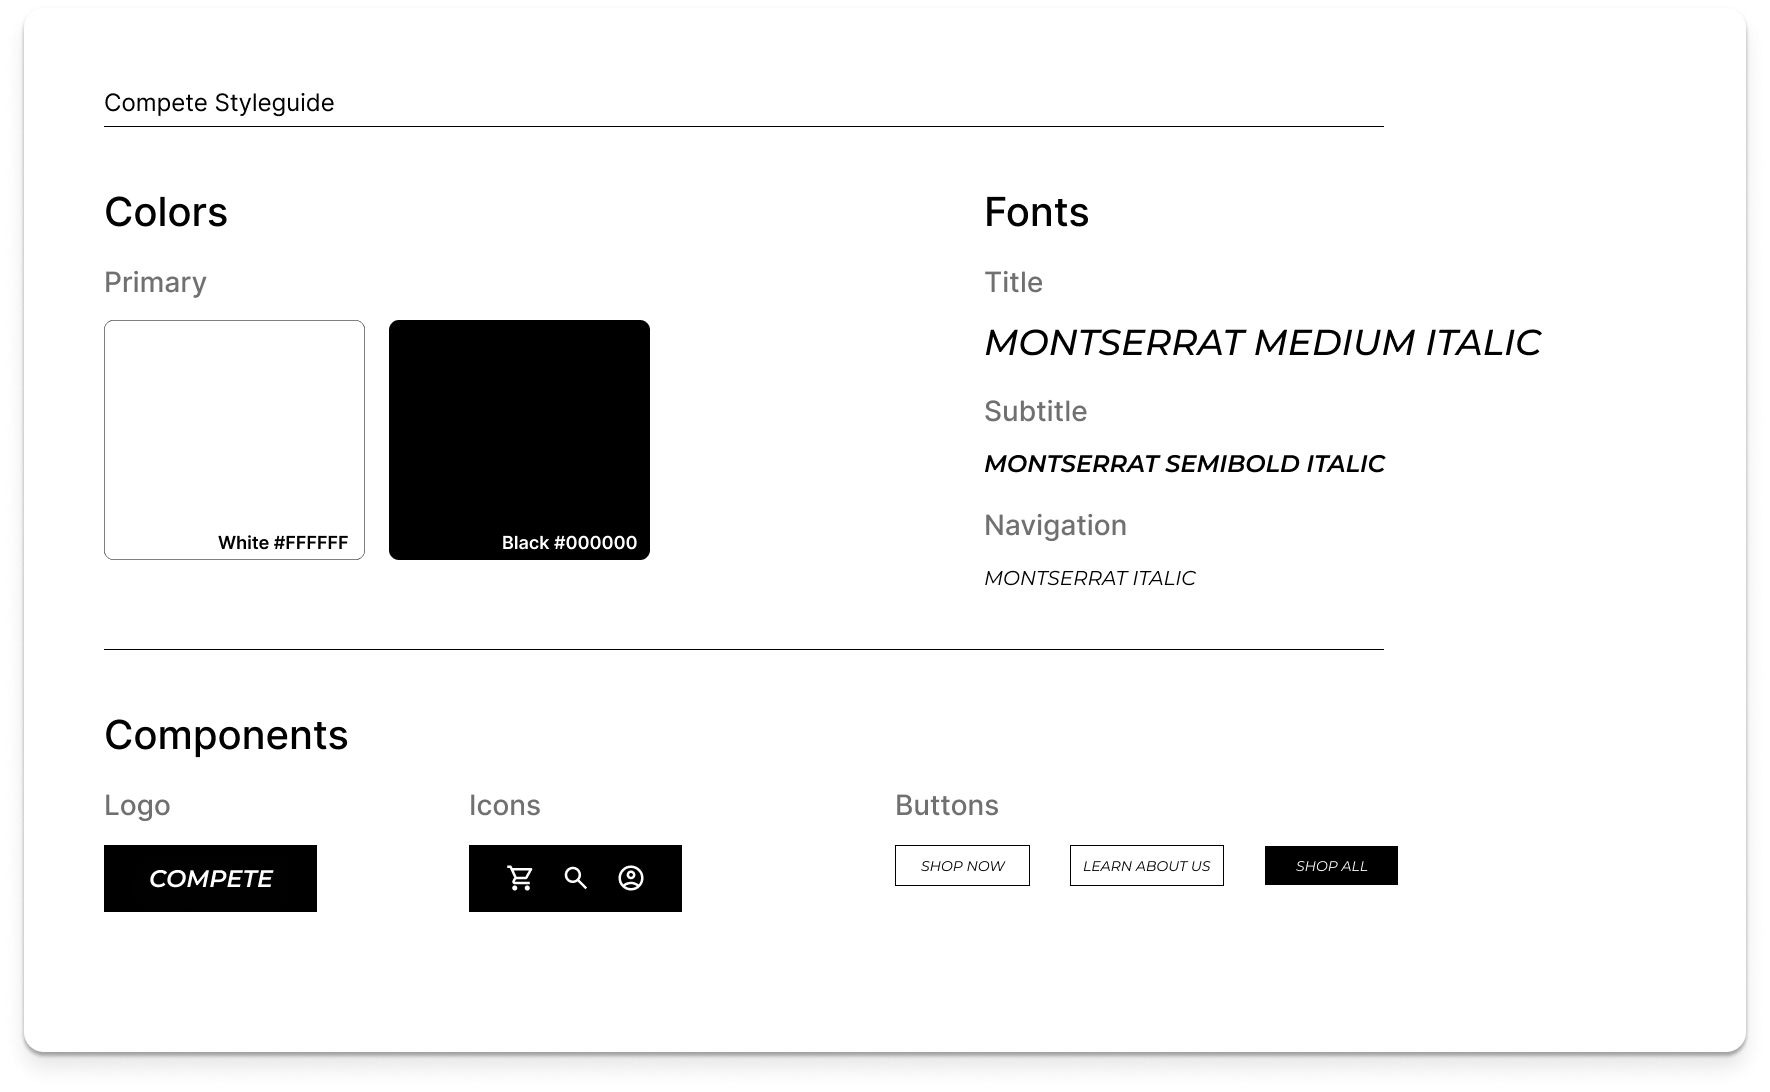 Compete Styleguide
Colors
Primary
White #FFFFFF
Black #000000
Fonts
Title
MONTSERRAT MEDIUM ITALIC
Subtitle
MONTSERRAT SEMIBOLD ITALIC
Navigation
MONTSERRAT ITALIC
Components
Logo
COMPETE
Icons
Buttons
SHOP NOW
LEARN ABOUT US
SHOP ALL